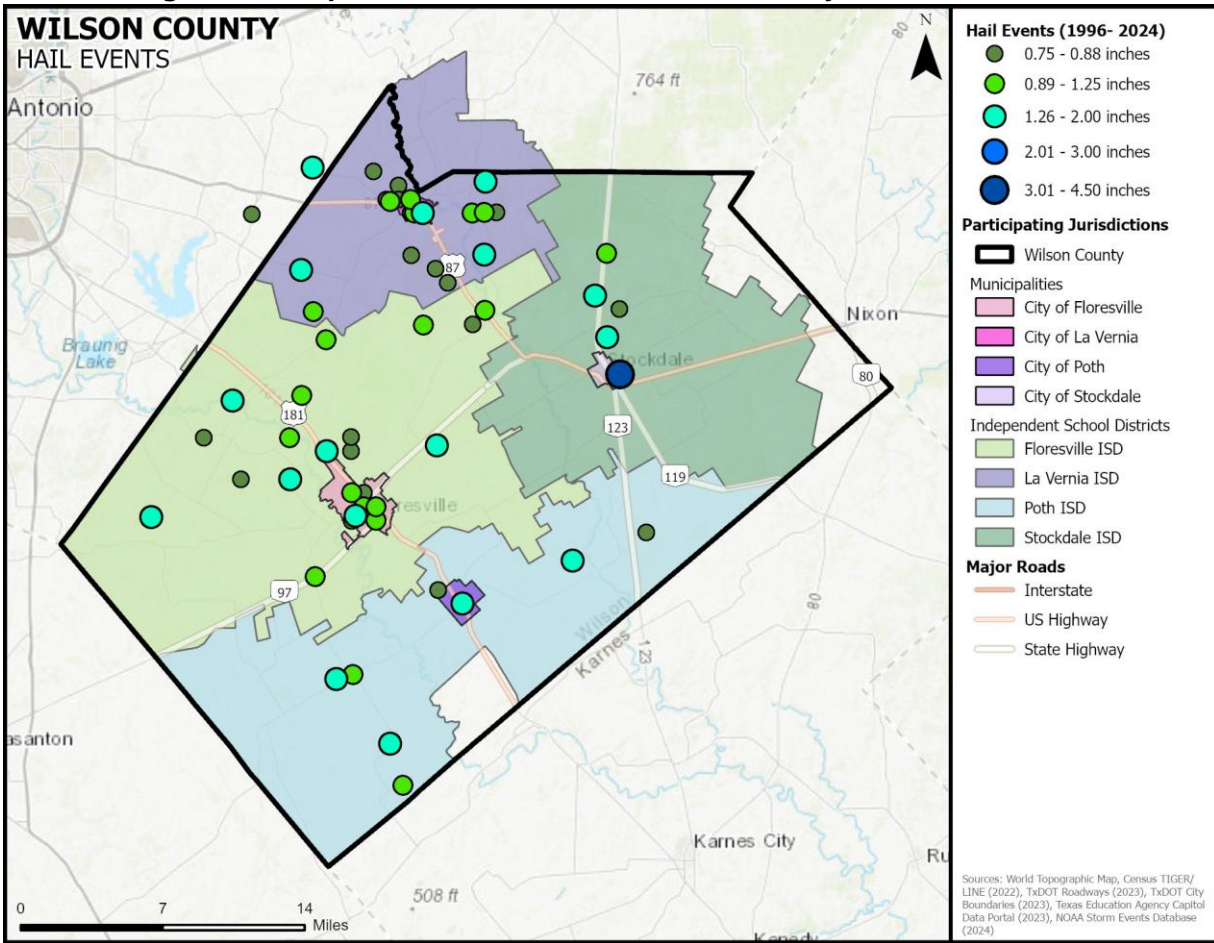 WILSON COUNTY
HAIL EVENTS
N
80
764 ft
Antonio
87
Nixon
Braunig
Lake
Stockdale
80
181
123
119
resville
97
Wilson
Karnes
123
80
asanton
Karnes City
Ru
508 ft
0 7 14
Miles
Kenedy
Hail Events (1996- 2024)
0.75 - 0.88 inches
0.89 - 1.25 inches
1.26 - 2.00 inches
2.01 - 3.00 inches
3.01 - 4.50 inches
Participating Jurisdictions
Wilson County
Municipalities
City of Floresville
City of La Vernia
City of Poth
City of Stockdale
Independent School Districts
Floresville ISD
La Vernia ISD
Poth ISD
Stockdale ISD
Major Roads
Interstate
US Highway
State Highway
Sources: World Topographic Map, Census TIGER/
LINE (2022), TxDOT Roadways (2023), TxDOT City
Boundaries (2023), Texas Education Agency Capitol
Data Portal (2023), NOAA Storm Events Database
(2024)